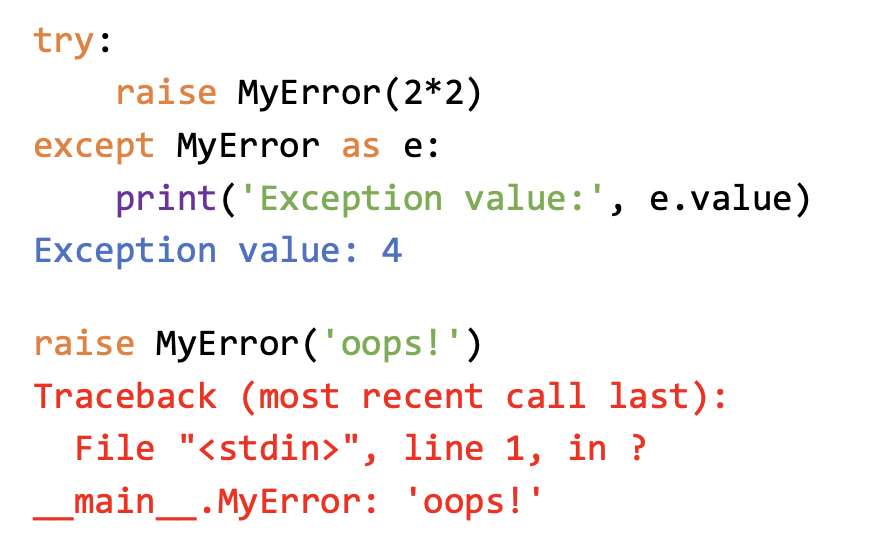 try:
    raise MyError(2*2)
except MyError as e:
    print('Exception value:', e.value)
Exception value: 4
raise MyError('oops!')
Traceback (most recent call last):
  File "<stdin>", line 1, in ?
__main__.MyError: 'oops!'